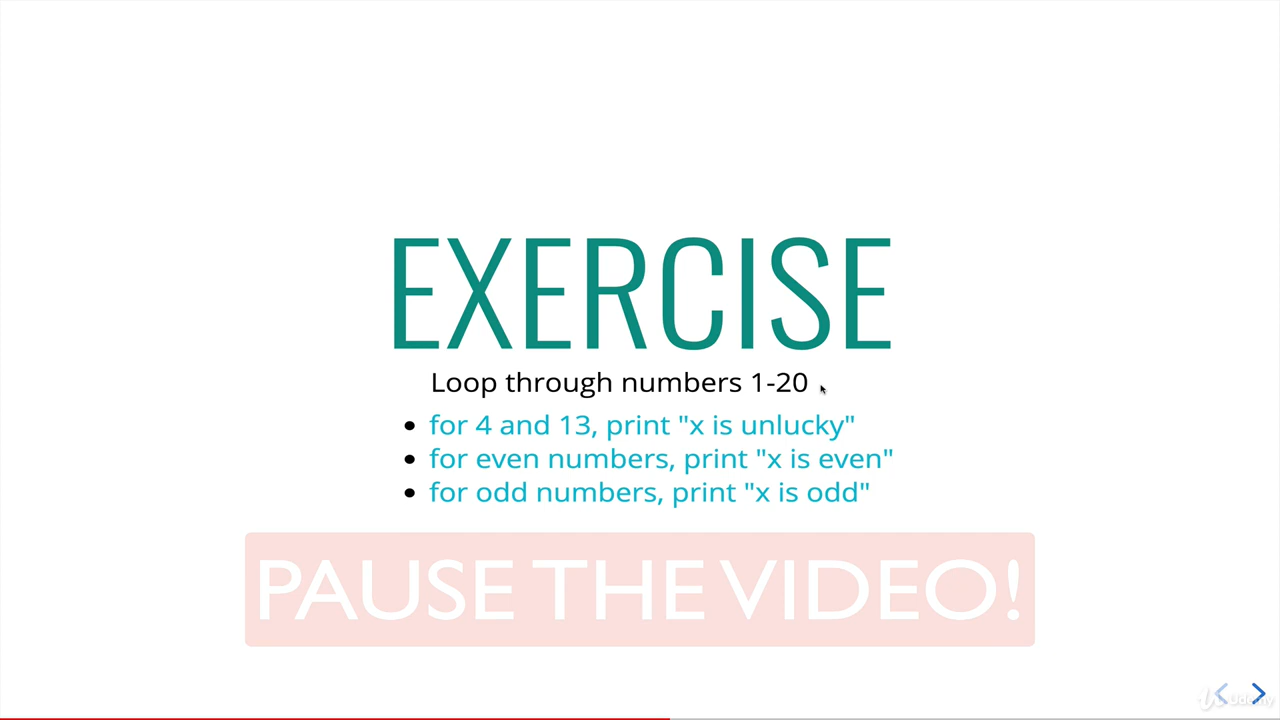 EXERCISE
Loop through numbers 1-20
for 4 and 13, print "x is unlucky"
for even numbers, print "x is even"
for odd numbers, print "x is odd"
PAUSE THE VIDEO!
Udemy